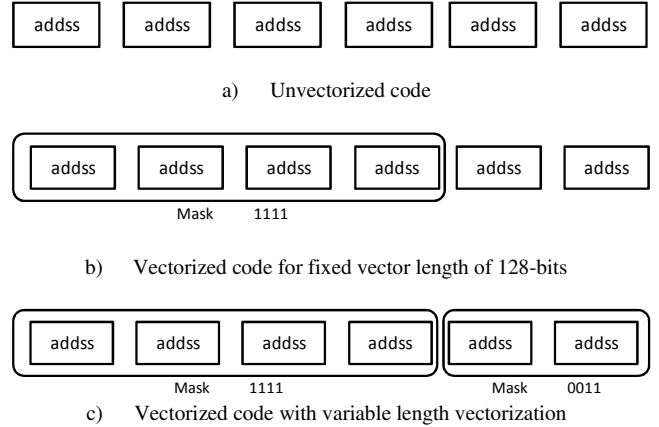 addss addss addss addss addss addss
a) Unvectorized code
addss addss addss addss addss addss
Mask 1111
b) Vectorized code for fixed vector length of 128-bits
addss addss addss addss addss addss
Mask 1111 Mask 0011
c) Vectorized code with variable length vectorization